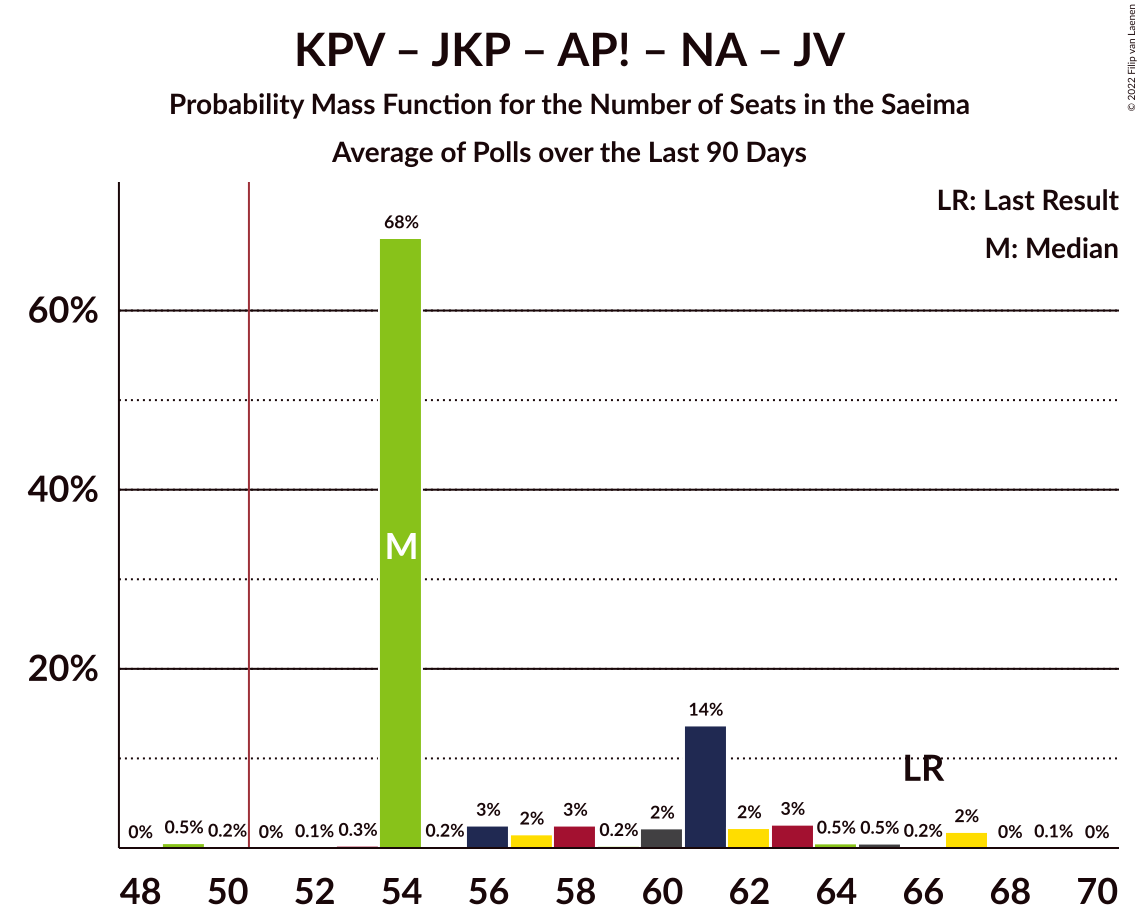 KPV – JKP – AP! – NA – JV
Probability Mass Function for the Number of Seats in the Saeima
Average of Polls over the Last 90 Days
© 2022 Filip van Laenen
LR: Last Result
M: Median
60%
40%
20%
0%
0.5%
0.2%
0%
0.1%
0.3%
68%
0.2%
3%
2%
3%
0.2%
2%
14%
2%
3%
0.5%
0.5%
0.2%
2%
0%
0.1%
0%
M
LR
48 50 52 54 56 58 60 62 64 66 68 70